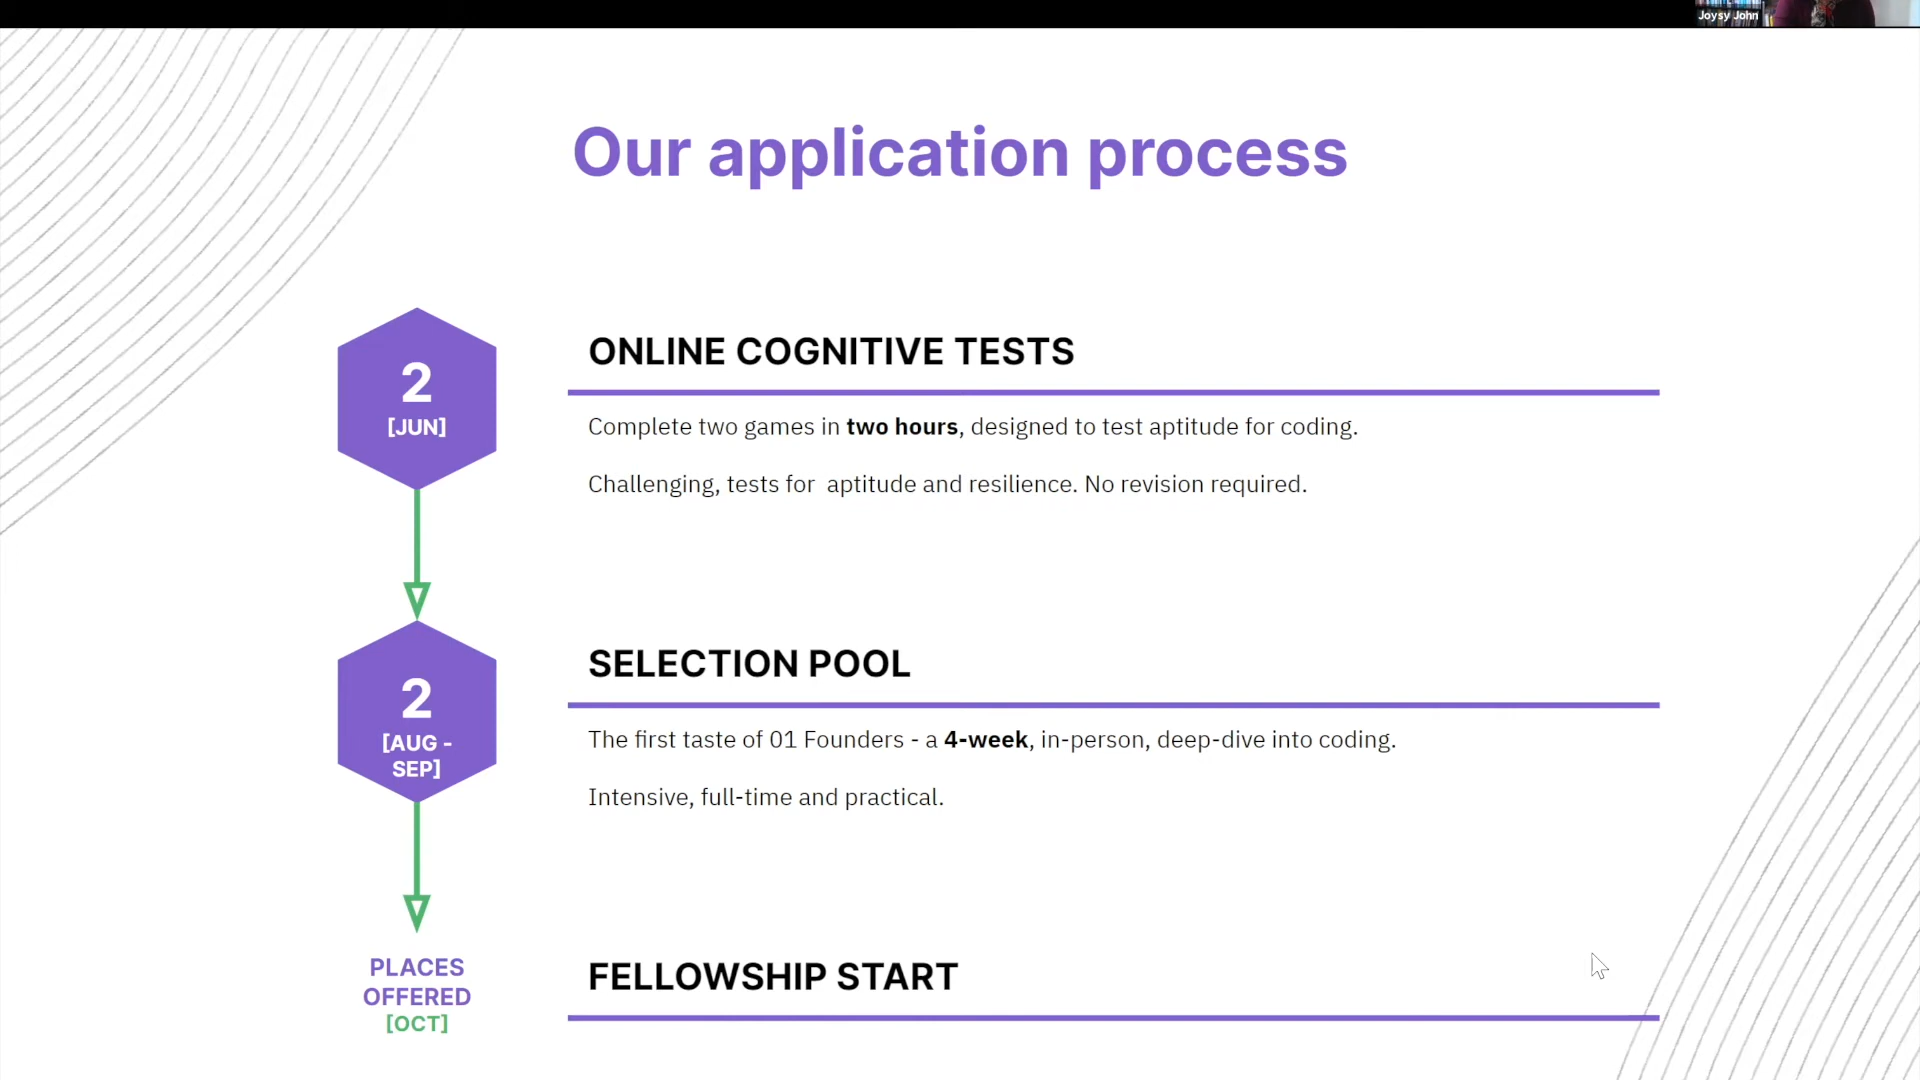 Joysy John
Our application process
2
[JUN]
ONLINE COGNITIVE TESTS
Complete two games in two hours, designed to test aptitude for coding.
Challenging, tests for  aptitude and resilience. No revision required.
2
[AUG -
SEP]
SELECTION POOL
The first taste of 01 Founders - a 4-week, in-person, deep-dive into coding.
Intensive, full-time and practical.
PLACES
OFFERED
[OCT]
FELLOWSHIP START